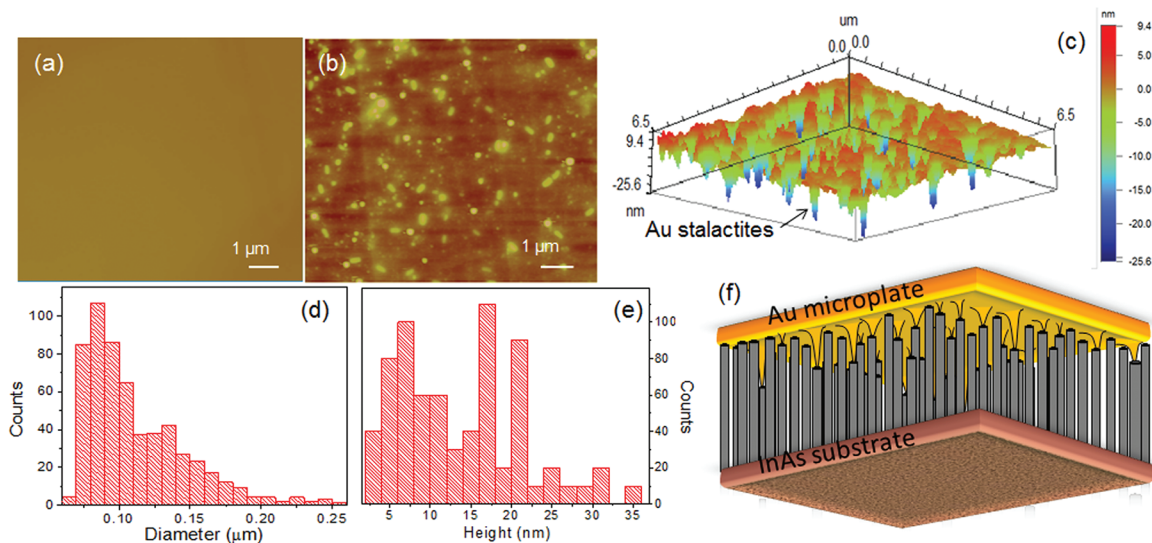 (a)
1 μm
(b)
1 μm
um
0.0
0.0
(c)
6.5
9.4
-25.6
nm
6.5
Au stalactites
nm
9.4
5.0
0.0
-5.0
-10.0
-15.0
-20.0
-25.6
(d)
100
80
60
40
20
0
Counts
0.10
0.15
0.20
0.25
Diameter (μm)
(e)
100
80
60
40
20
0
Counts
5
10
15
20
25
30
35
Height (nm)
(f)
Au microplate
InAs substrate